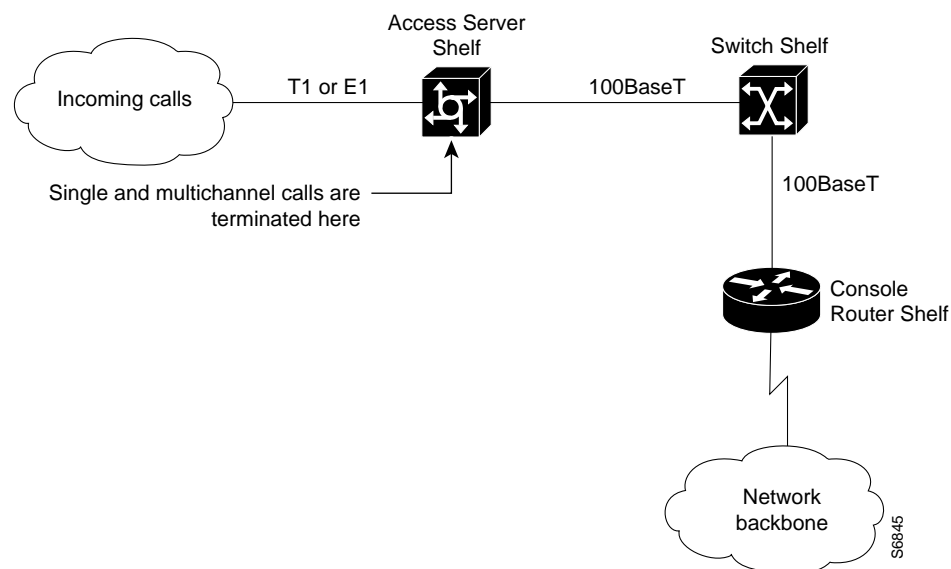 Access Server
Shelf
Switch Shelf
Incoming calls
T1 or E1
100BaseT
Single and multichannel calls are
terminated here
100BaseT
Console
Router Shelf
Network
backbone
S6845